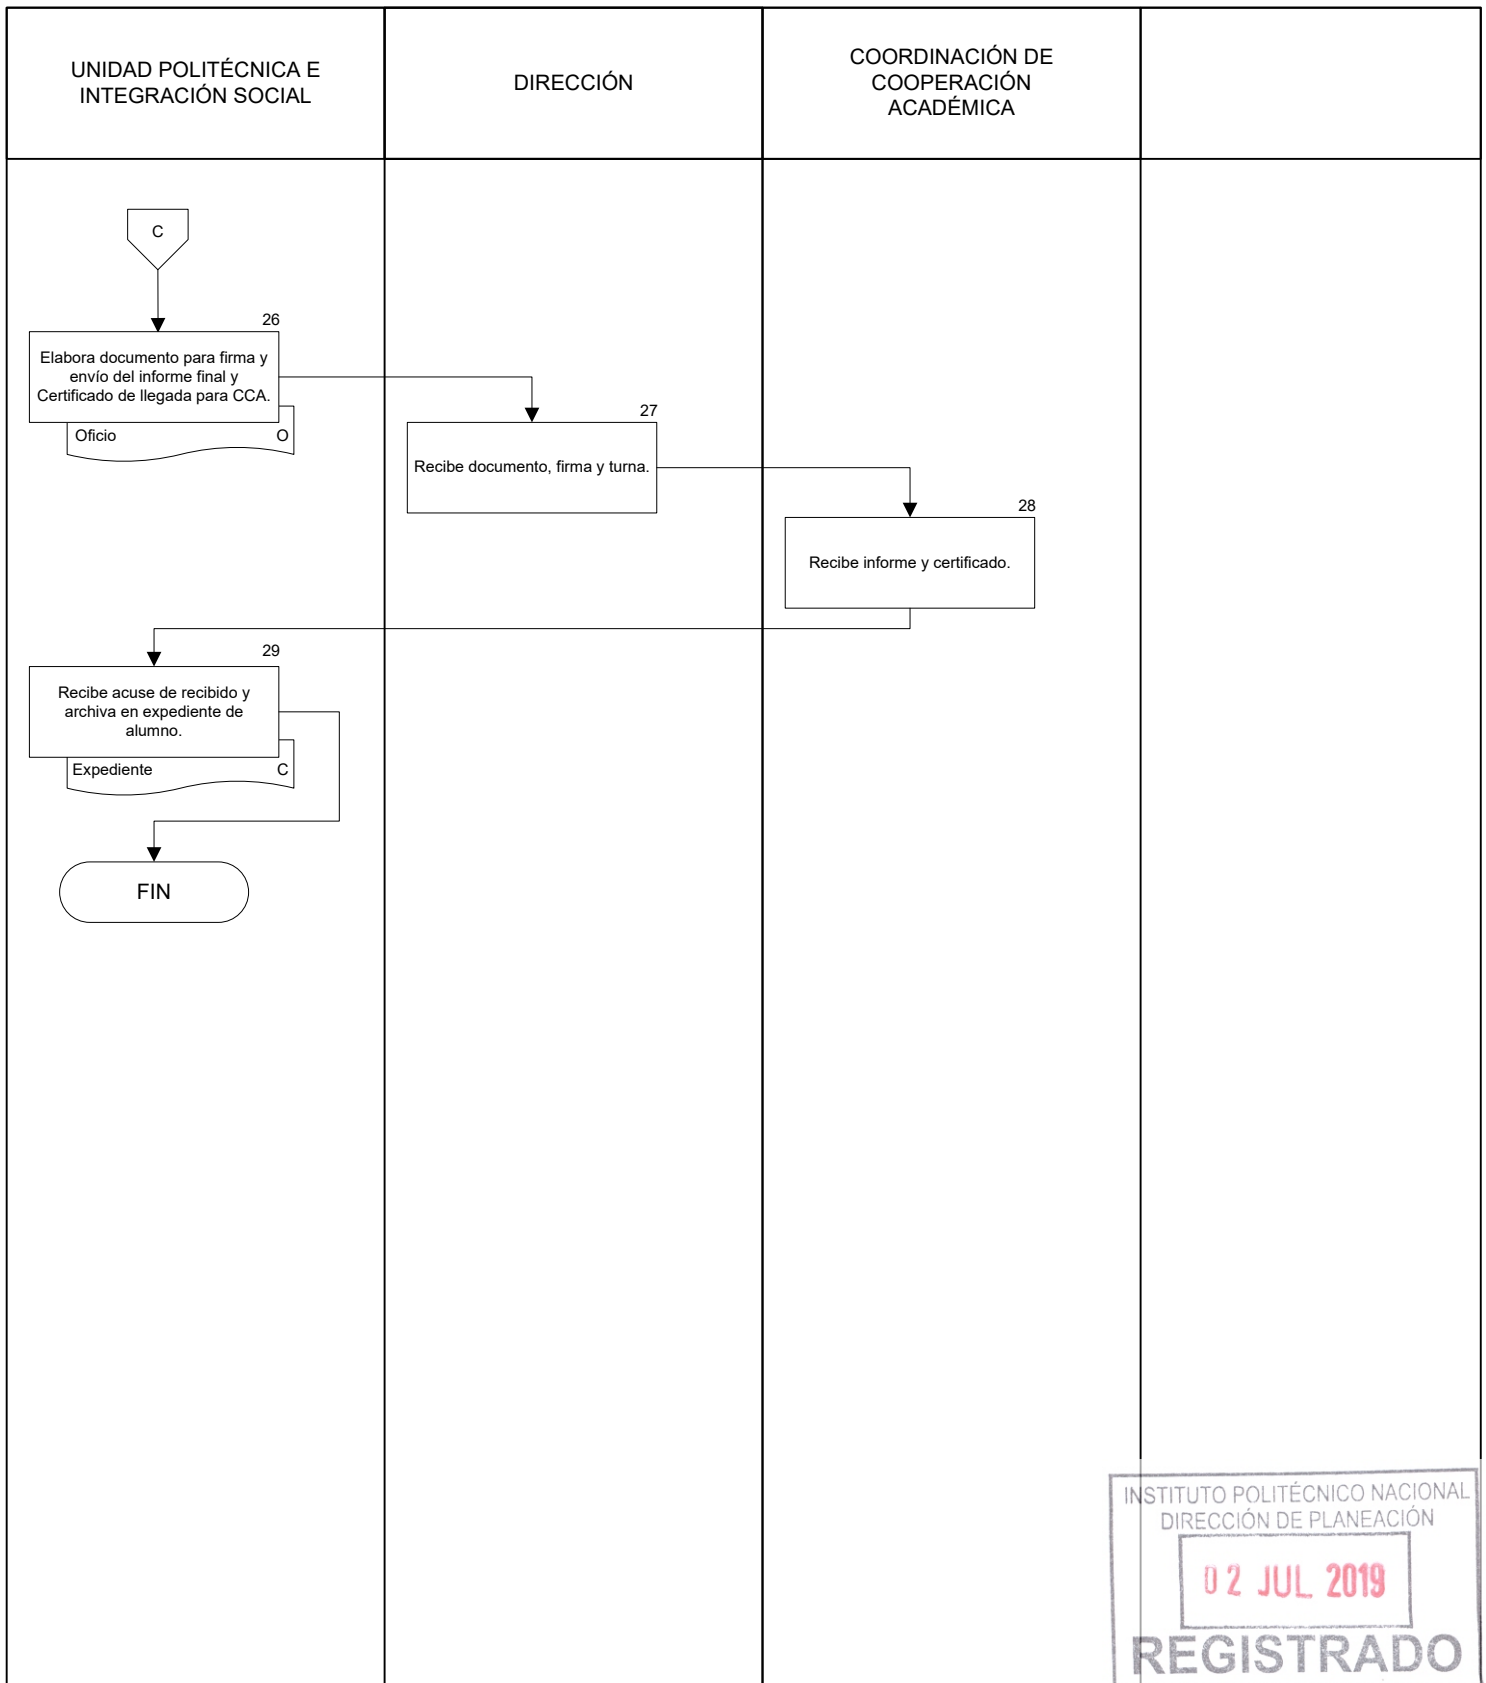 UNIDAD POLITÉCNICA E
INTEGRACIÓN SOCIAL
DIRECCIÓN
COORDINACIÓN DE
COOPERACIÓN
ACADÉMICA
C
26
Elabora documento para firma y
envío del informe final y
Certificado de llegada para CCA.
Oficio O
27
Recibe documento, firma y turna.
28
Recibe informe y certificado.
29
Recibe acuse de recibido y
archiva en expediente de
alumno.
Expediente C
FIN
INSTITUTO POLITÉCNICO NACIONAL
DIRECCIÓN DE PLANEACIÓN
02 JUL 2019
REGISTRADO